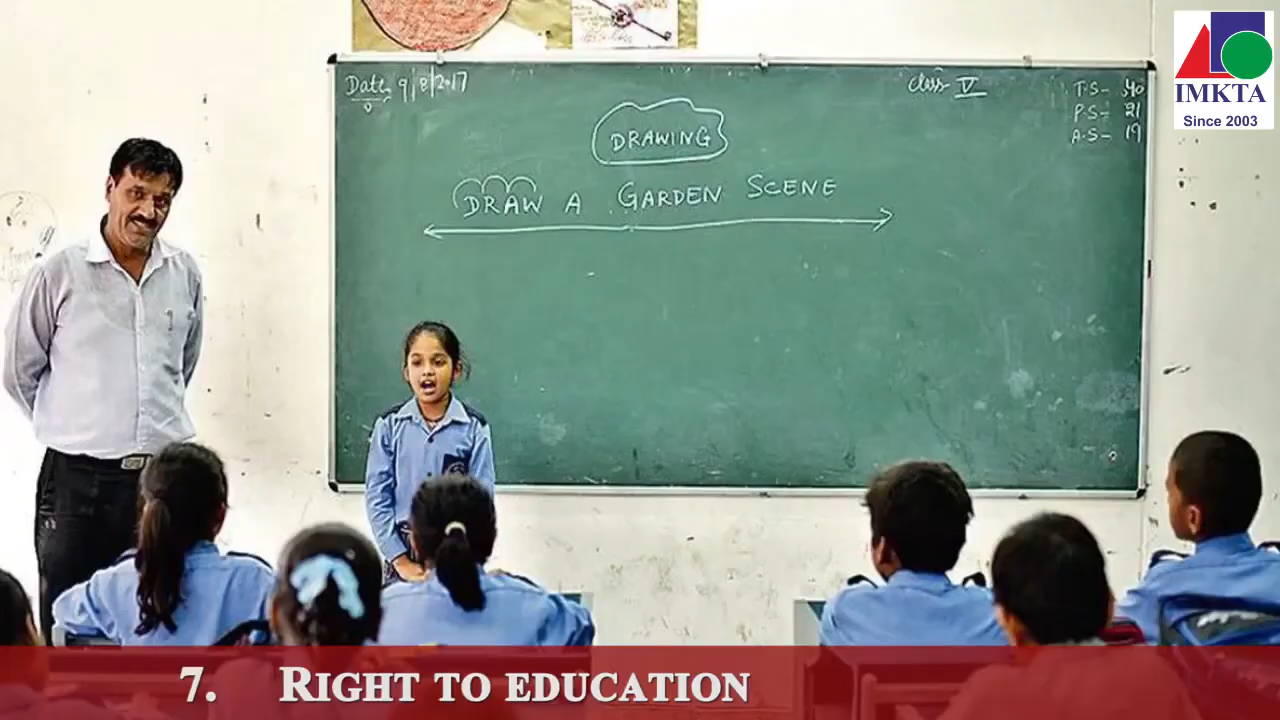 Date 9/8/2017
Class V
T.S- 40
P.S- 21
A.S- 19
DRAWING
DRAW A GARDEN SCENE
IMKTA
Since 2003
7. RIGHT TO EDUCATION